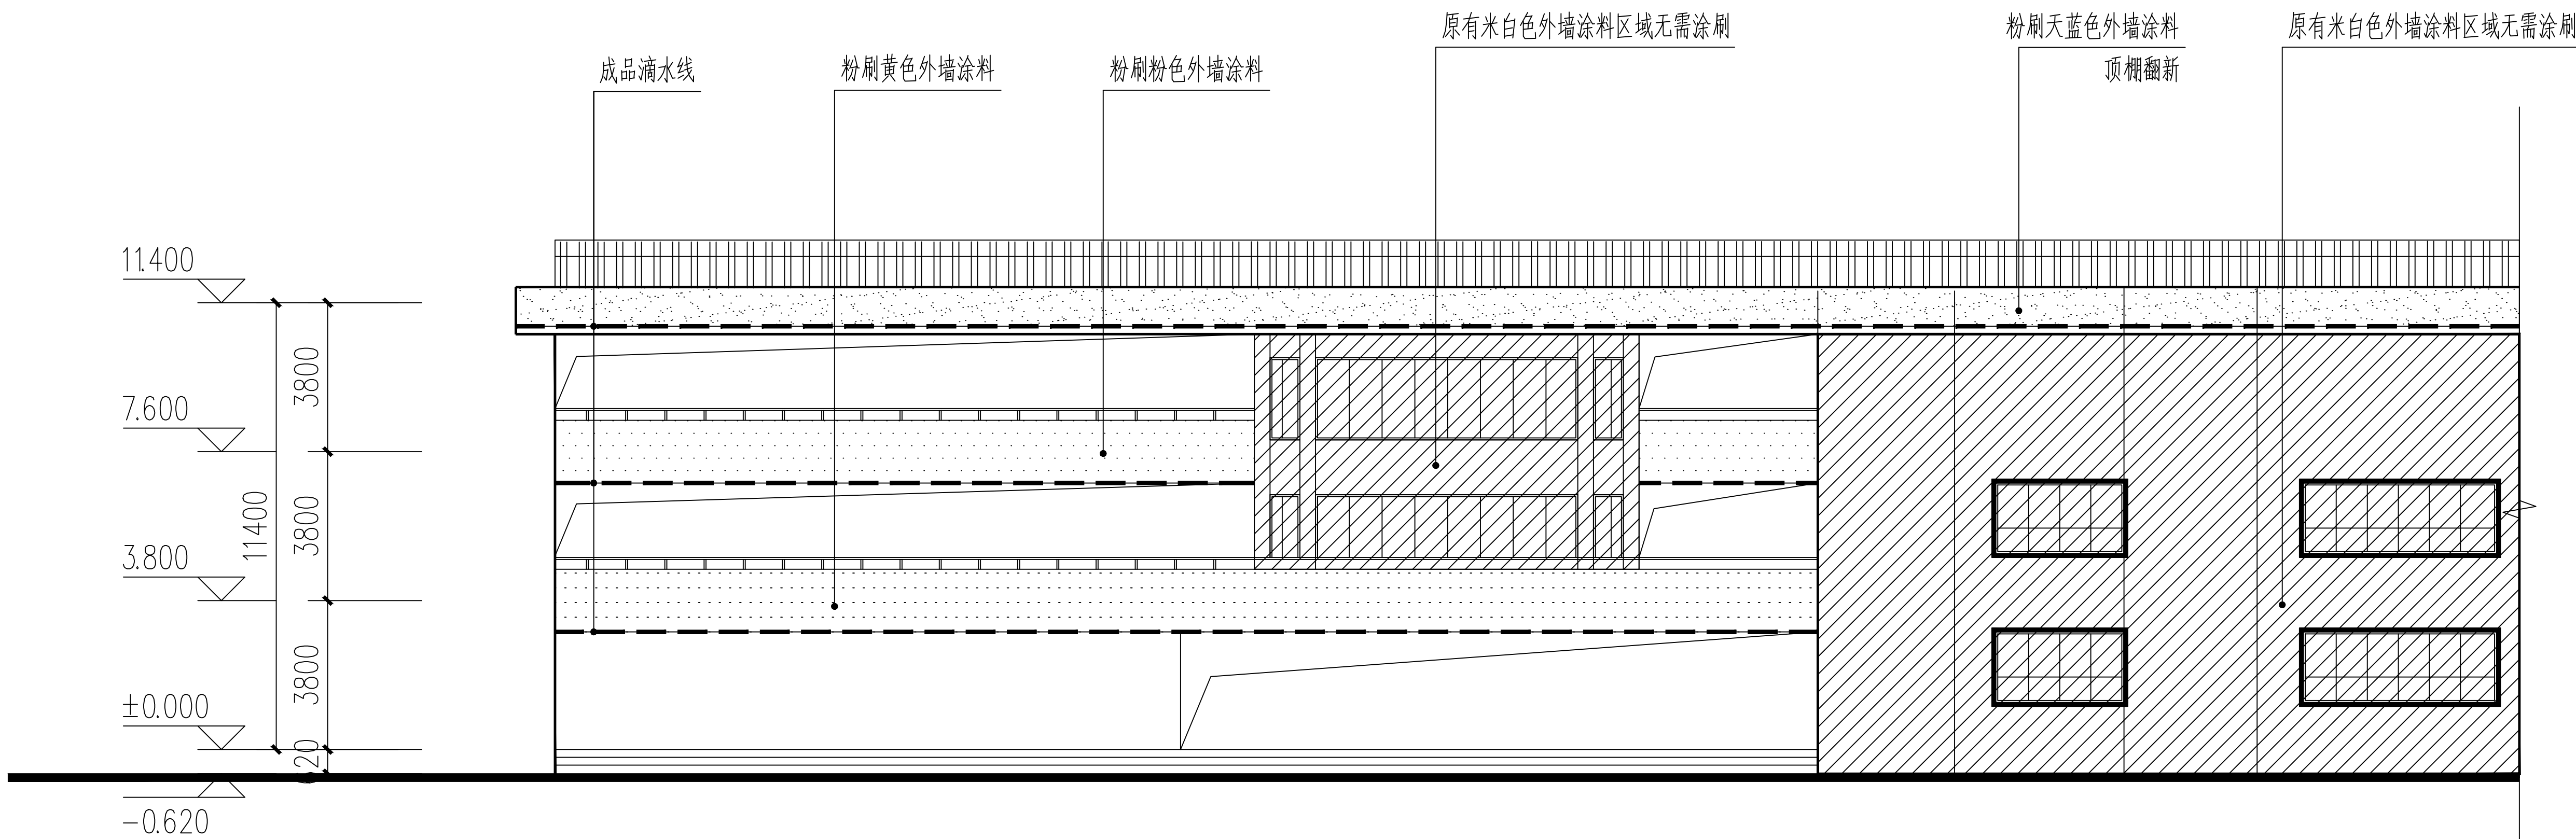 原有米白色外墙涂料区域无需涂刷
粉刷天蓝色外墙涂料
顶棚翻新
原有米白色外墙涂料区域无需涂刷
成品滴水线
粉刷黄色外墙涂料
粉刷粉色外墙涂料
11.400
7.600
3.800
±0.000
-0.620
11400
3800
3800
3800
20